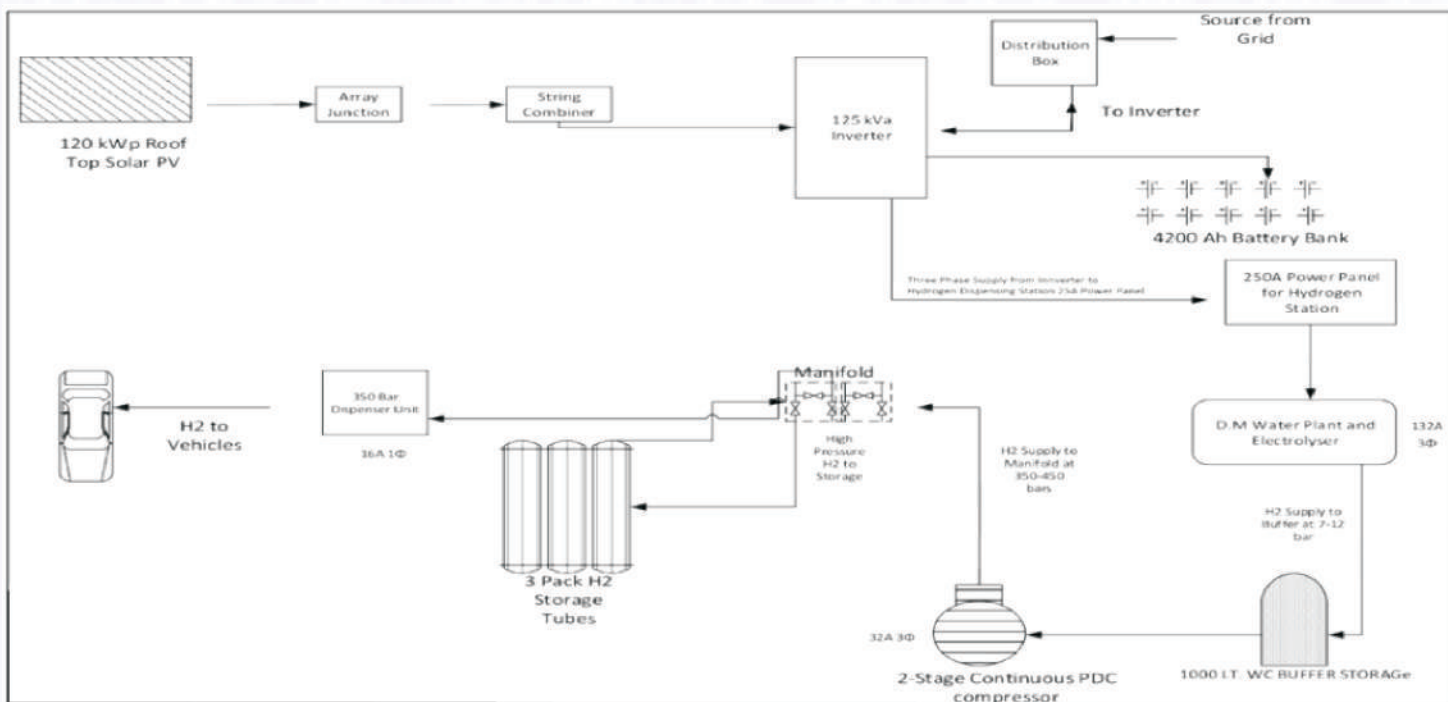 Source from
Grid
Distribution
Box
Array
Junction
String
Combiner
125 kVa
Inverter
To Inverter
120 kWp Roof
Top Solar PV
4200 Ah Battery Bank
Three Phase Supply from Innverter to
Hydrogen Dispensing Station 25A Power Panel
250A Power Panel
for Hydrogen
Station
Manifold
350 Bar
Dispenser Unit
H2 to
Vehicles
16A 1Φ
High
Pressure
H2 to
Storage
H2 Supply to
Manifold at
350-450
bars
D.M Water Plant and
Electrolyser
132A
3Φ
H2 Supply to
Buffer at 7-12
bar
3 Pack H2
Storage
Tubes
32A 3Φ
2-Stage Continuous PDC
compressor
1000 LT. WC BUFFER STORAGe